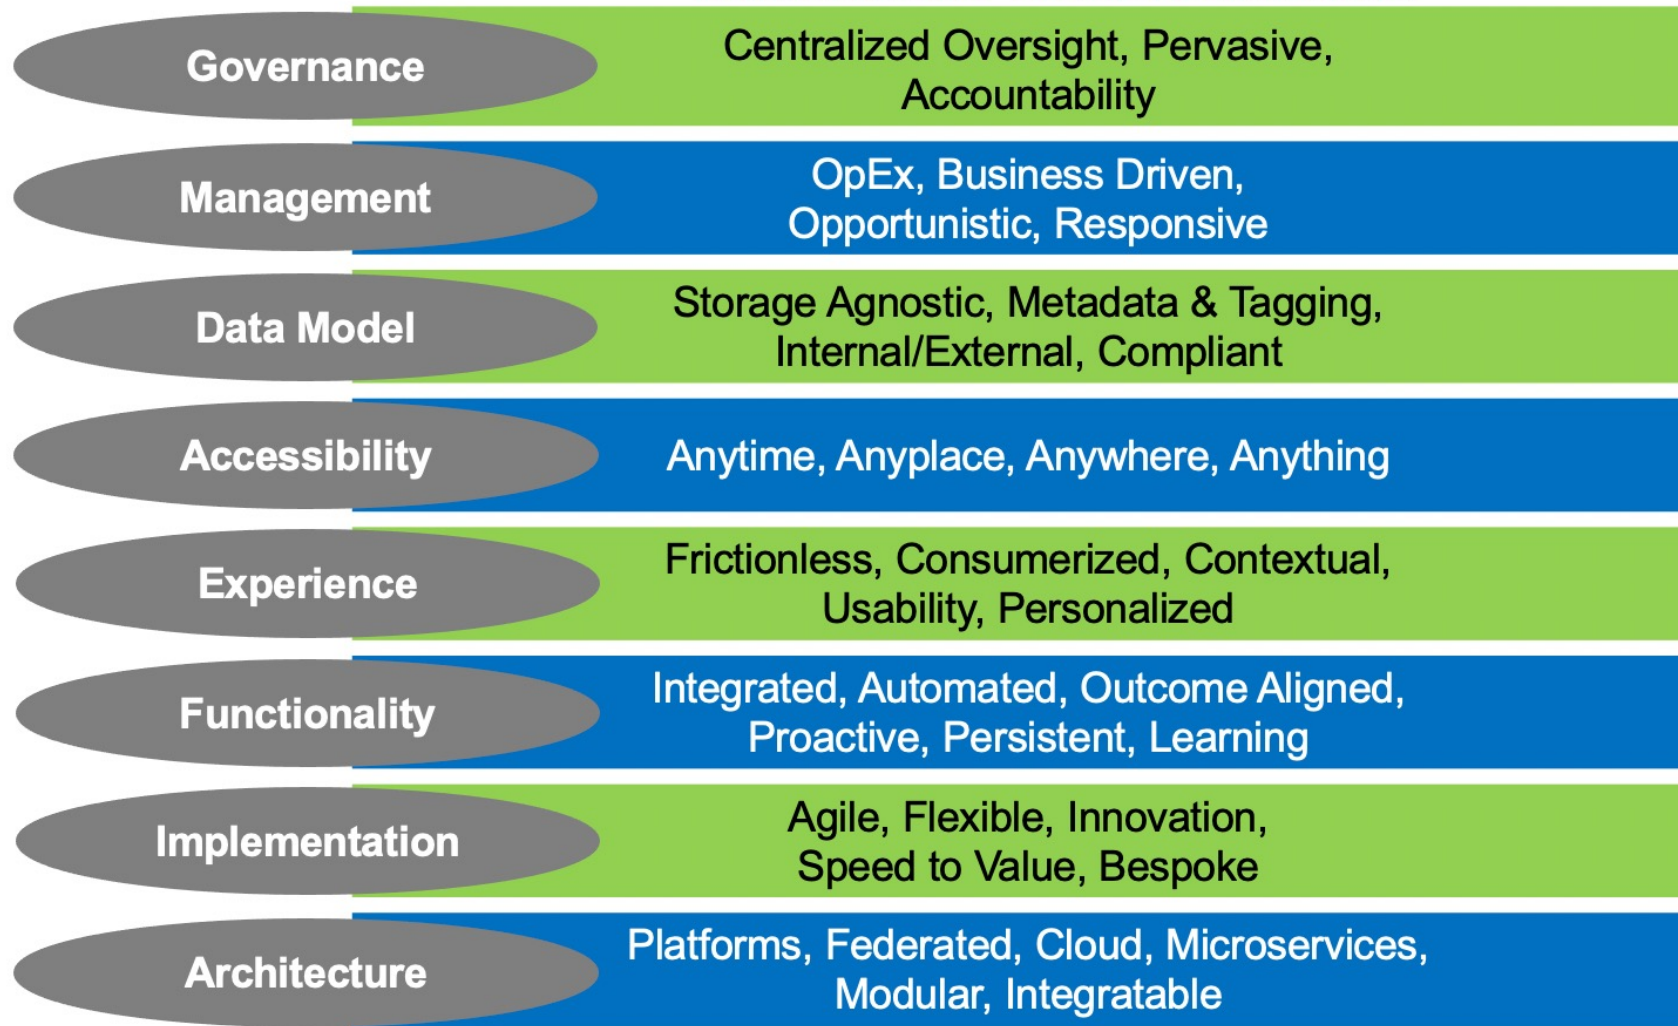 Governance
Centralized Oversight, Pervasive,
Accountability
Management
OpEx, Business Driven,
Opportunistic, Responsive
Data Model
Storage Agnostic, Metadata & Tagging,
Internal/External, Compliant
Accessibility
Anytime, Anyplace, Anywhere, Anything
Experience
Frictionless, Consumerized, Contextual,
Usability, Personalized
Functionality
Integrated, Automated, Outcome Aligned,
Proactive, Persistent, Learning
Implementation
Agile, Flexible, Innovation,
Speed to Value, Bespoke
Architecture
Platforms, Federated, Cloud, Microservices,
Modular, Integratable